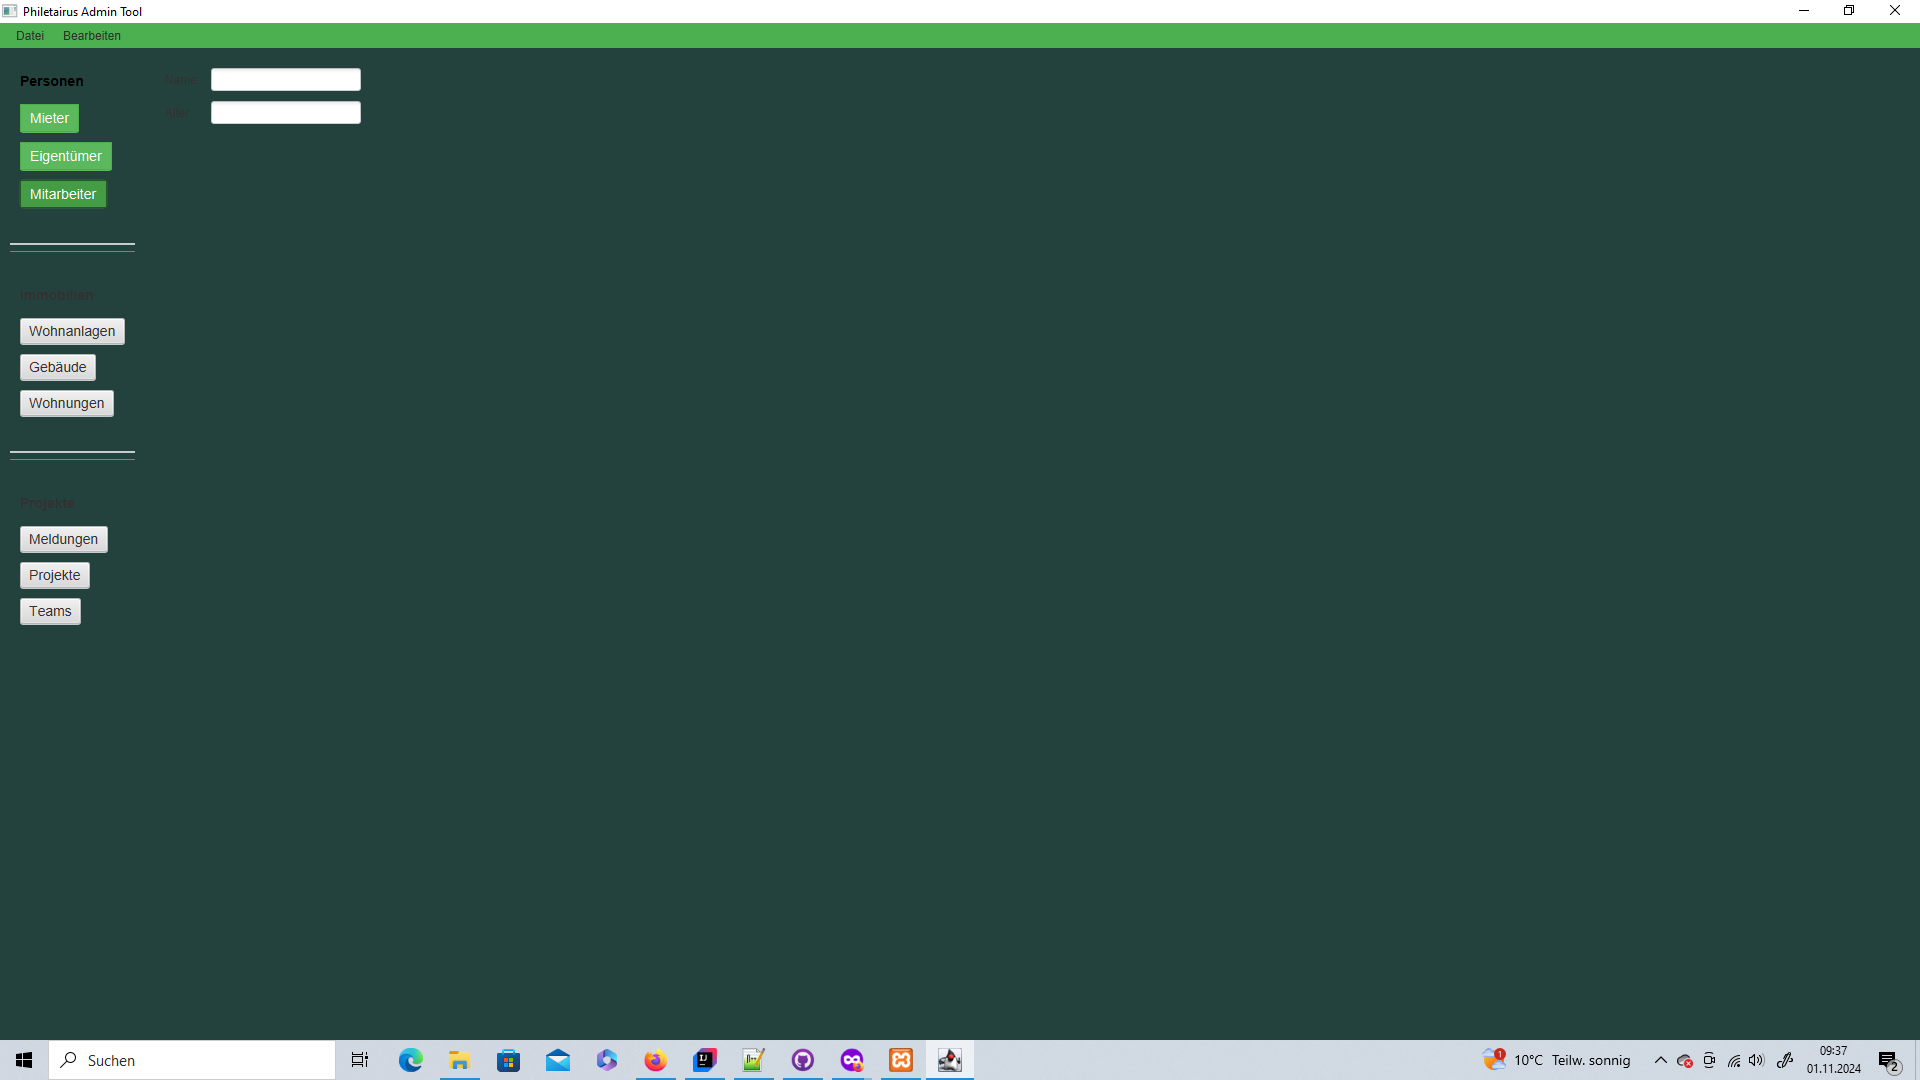 Philetairus Admin Tool
Datei Bearbeiten
Personen
Name:
Alter:
Mieter
Eigentümer
Mitarbeiter
Immobilien
Wohnanlagen
Gebäude
Wohnungen
Projekte
Meldungen
Projekte
Teams
Suchen
1
10°C Teilw. sonnig
09:37
01.11.2024
2